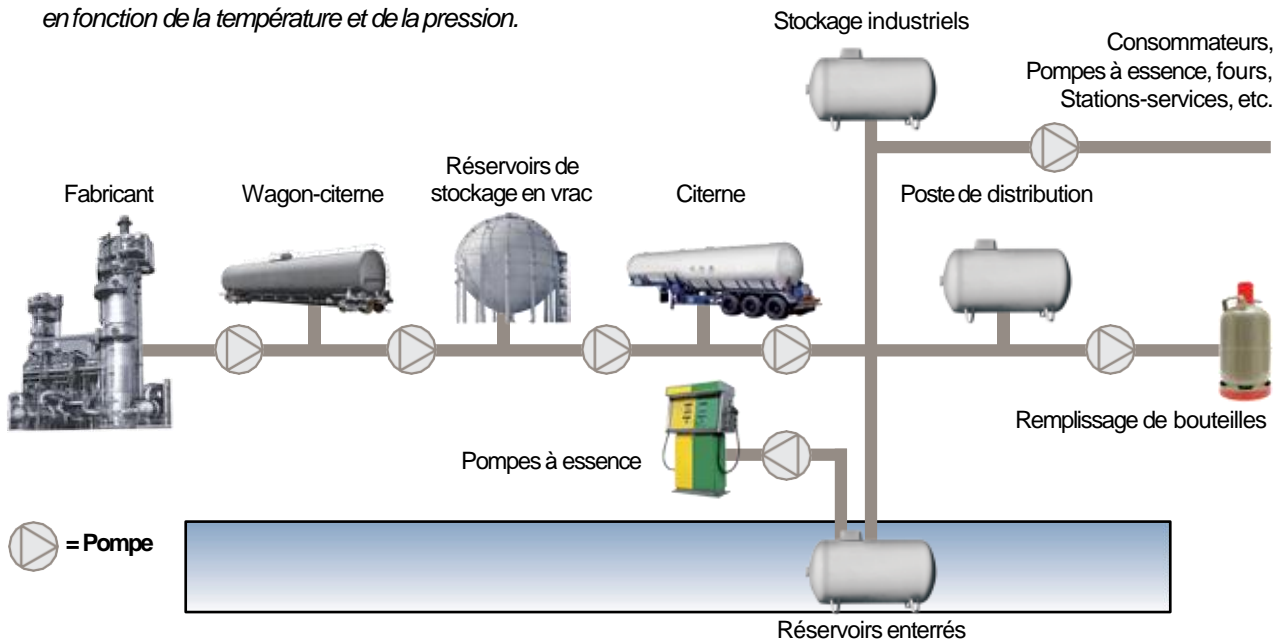 en fonction de la température et de la pression.
Stockage industriels
Consommateurs,
Pompes à essence, fours,
Stations-services, etc.
Fabricant
Wagon-citerne
Réservoirs de
stockage en vrac
Citerne
Poste de distribution
Remplissage de bouteilles
Pompes à essence
= Pompe
Réservoirs enterrés